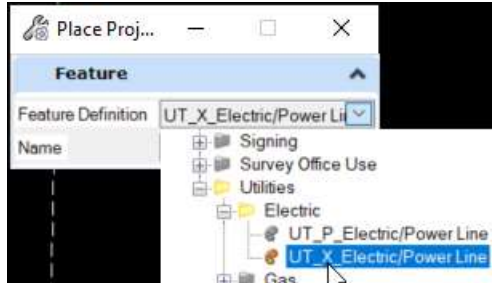 Place Proj...
Feature
Feature Definition UT_X_Electric/Power Li
Name
Signing
Survey Office Use
Utilities
Electric
UT_P_Electric/Power Line
UT_X_Electric/Power Line
Gas